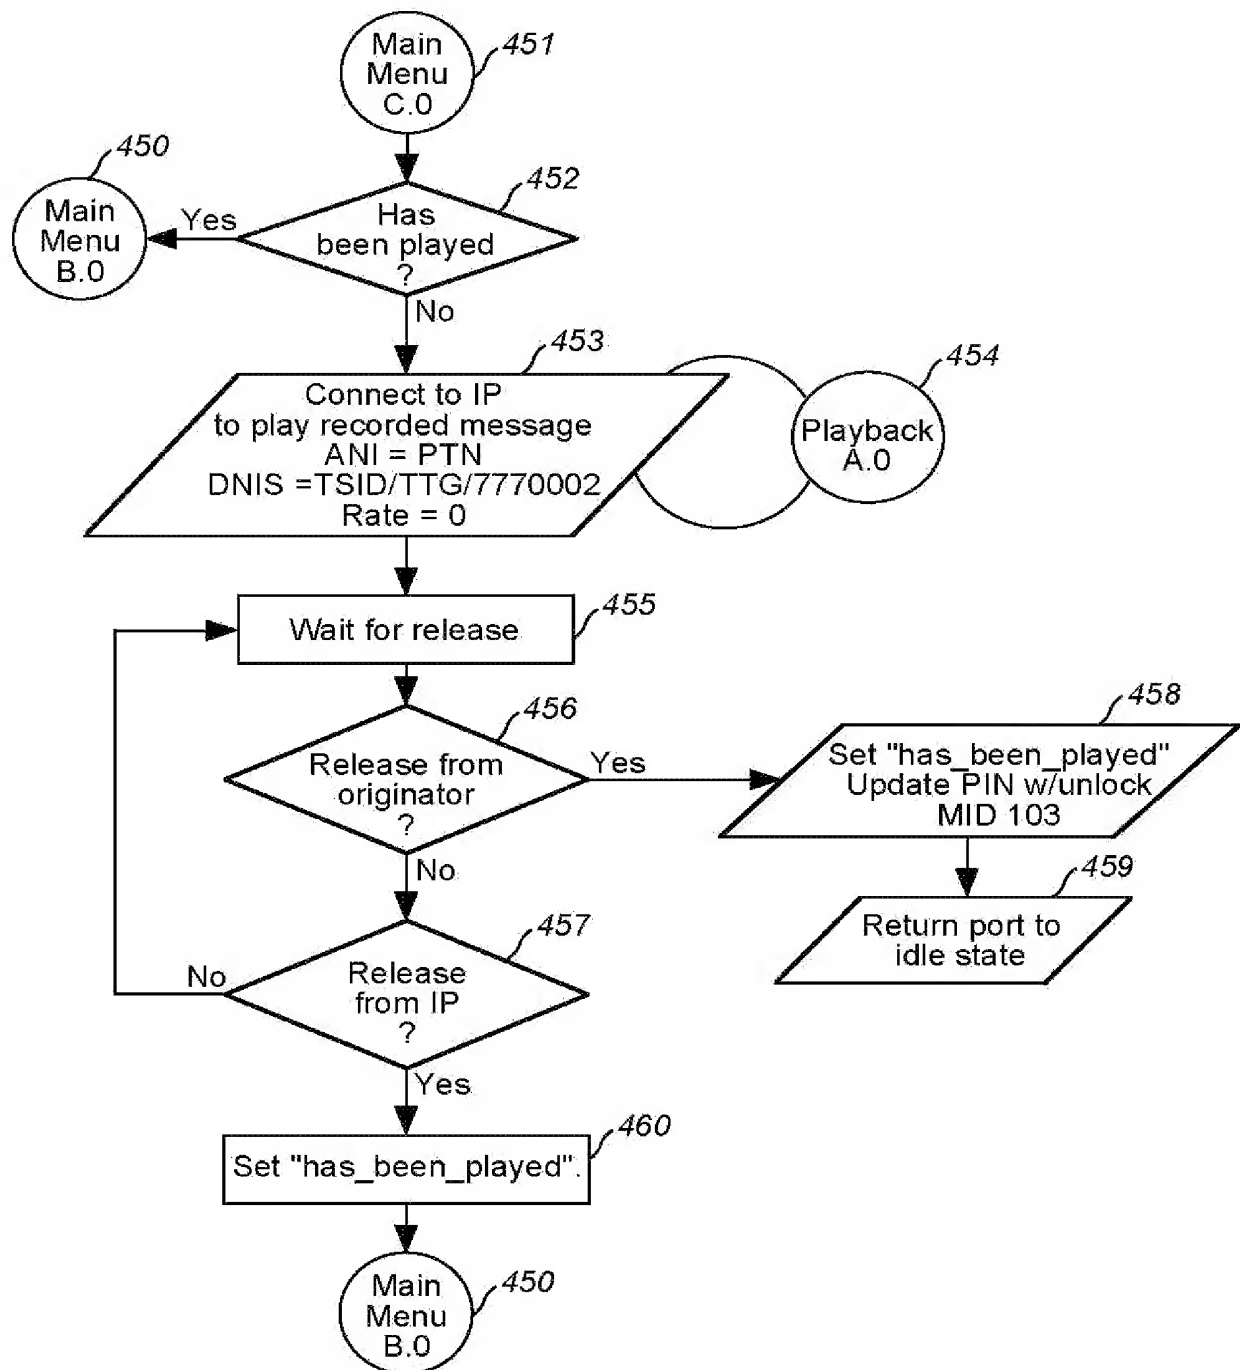 Main
Menu
C.0
451
450
Main
Menu
B.0
Yes
452
Has
been played
?
No
453
Connect to IP
to play recorded message
ANI = PTN
DNIS =TSID/TTG/7770002
Rate = 0
454
Playback
A.0
455
Wait for release
456
Release from
originator
?
Yes
458
Set "has_been_played"
Update PIN w/unlock
MID 103
No
459
Return port to
idle state
457
No
Release
from IP
?
Yes
460
Set "has_been_played".
Main
Menu
B.0
450